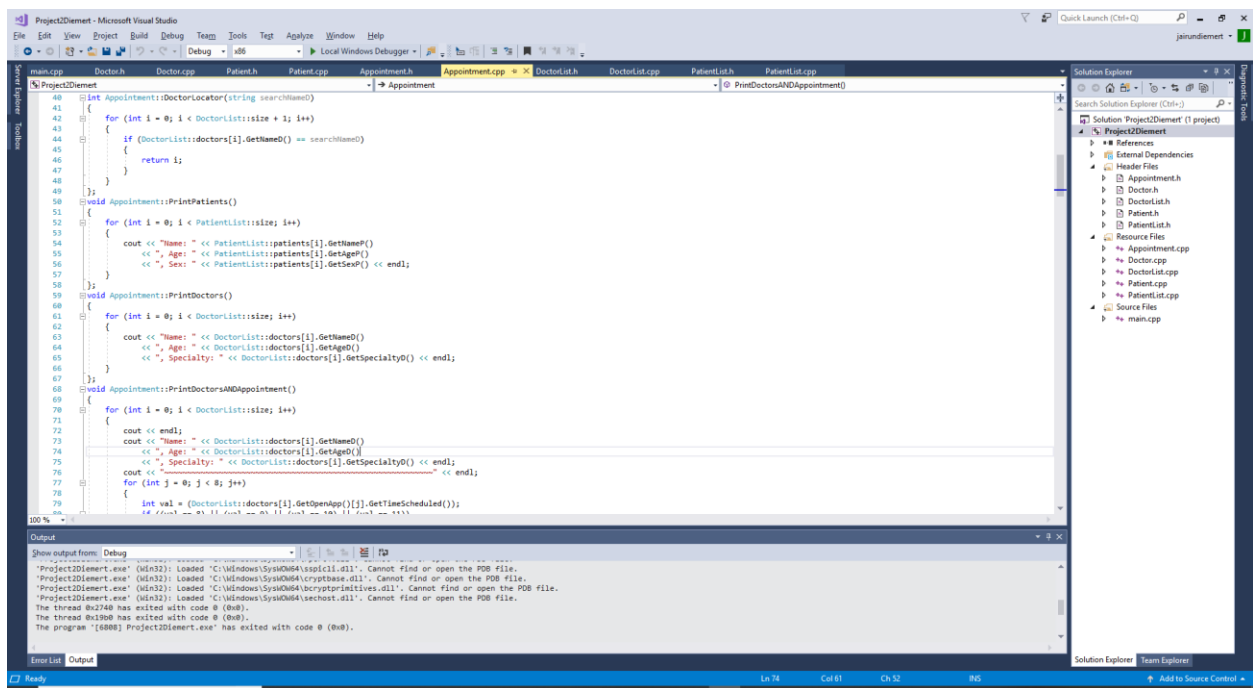 Project2Diemert - Microsoft Visual Studio
Quick Launch (Ctrl+Q)
File Edit View Project Build Debug Team Tools Test Analyze Window Help
jairundiemert
J
Debug x86 Local Windows Debugger
Server Explorer
Toolbox
main.cpp Doctor.h Doctor.cpp Patient.h Patient.cpp Appointment.h Appointment.cpp DoctorList.h DoctorList.cpp PatientList.h PatientList.cpp
Project2Diemert Appointment PrintDoctorsANDAppointment()
40 int Appointment::DoctorLocator(string searchNameD)
41 {
42 for (int i = 0; i < DoctorList::size + 1; i++)
43 {
44 if (DoctorList::doctors[i].GetNameD() == searchNameD)
45 {
46 return i;
47 }
48 }
49 };
50 void Appointment::PrintPatients()
51 {
52 for (int i = 0; i < PatientList::size; i++)
53 {
54 cout << "Name: " << PatientList::patients[i].GetNameP()
55 << ", Age: " << PatientList::patients[i].GetAgeP()
56 << ", Sex: " << PatientList::patients[i].GetSexP() << endl;
57 }
58 };
59 void Appointment::PrintDoctors()
60 {
61 for (int i = 0; i < DoctorList::size; i++)
62 {
63 cout << "Name: " << DoctorList::doctors[i].GetNameD()
64 << ", Age: " << DoctorList::doctors[i].GetAgeD()
65 << ", Specialty: " << DoctorList::doctors[i].GetSpecialtyD() << endl;
66 }
67 };
68 void Appointment::PrintDoctorsANDAppointment()
69 {
70 for (int i = 0; i < DoctorList::size; i++)
71 {
72 cout << endl;
73 cout << "Name: " << DoctorList::doctors[i].GetNameD()
74 << ", Age: " << DoctorList::doctors[i].GetAgeD()
75 << ", Specialty: " << DoctorList::doctors[i].GetSpecialtyD() << endl;
76 cout << "~~~~~~~~~~~~~~~~~~~~~~~~~~~~~~~~~~~~~~~~~~~~~~~~~~~~~~~~~~~~" << endl;
77 for (int j = 0; j < 8; j++)
78 {
79 int val = (DoctorList::doctors[i].GetOpenApp()[j].GetTimeScheduled());
80 if ((val == 8) || (val == 9) || (val == 10) || (val == 11))
100 %
Output
Show output from: Debug
'Project2Diemert.exe' (Win32): Loaded 'C:\Windows\SysWOW64\sspicli.dll'. Cannot find or open the PDB file.
'Project2Diemert.exe' (Win32): Loaded 'C:\Windows\SysWOW64\cryptbase.dll'. Cannot find or open the PDB file.
'Project2Diemert.exe' (Win32): Loaded 'C:\Windows\SysWOW64\bcryptprimitives.dll'. Cannot find or open the PDB file.
'Project2Diemert.exe' (Win32): Loaded 'C:\Windows\SysWOW64\sechost.dll'. Cannot find or open the PDB file.
The thread 0x2740 has exited with code 0 (0x0).
The thread 0x19b0 has exited with code 0 (0x0).
The program '[6808] Project2Diemert.exe' has exited with code 0 (0x0).
Error List Output
Solution Explorer
Search Solution Explorer (Ctrl+;)
Solution 'Project2Diemert' (1 project)
Project2Diemert
References
External Dependencies
Header Files
Appointment.h
Doctor.h
DoctorList.h
Patient.h
PatientList.h
Resource Files
Appointment.cpp
Doctor.cpp
DoctorList.cpp
Patient.cpp
PatientList.cpp
Source Files
main.cpp
Solution Explorer Team Explorer
Diagnostic Tools
Ready Ln 74 Col 61 Ch 52 INS Add to Source Control